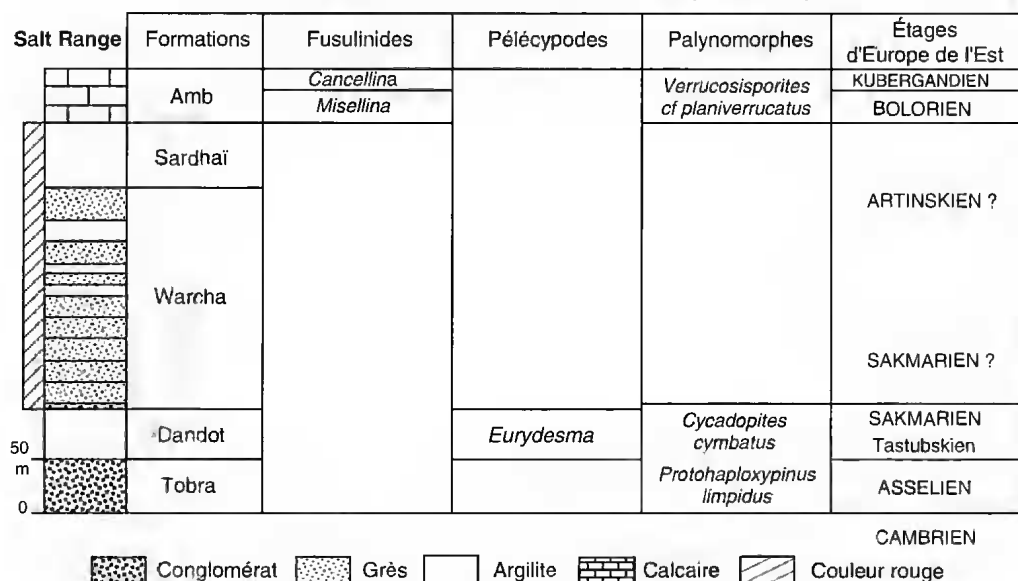 Salt Range
Formations
Fusulinides
Pélécypodes
Palynomorphes
Étages
d'Europe de l'Est
Amb
Cancellina
Misellina
Verrucosisporites
cf planiverrucatus
KUBERGANDIEN
BOLORIEN
Sardhaï
ARTINSKIEN ?
Warcha
SAKMARIEN ?
Dandot
Eurydesma
Cycadopites
cymbatus
SAKMARIEN
Tastubskien
50
m
Tobra
Protohaploxypinus
limpidus
ASSELIEN
0
CAMBRIEN
Conglomérat
Grès
Argilite
Calcaire
Couleur rouge